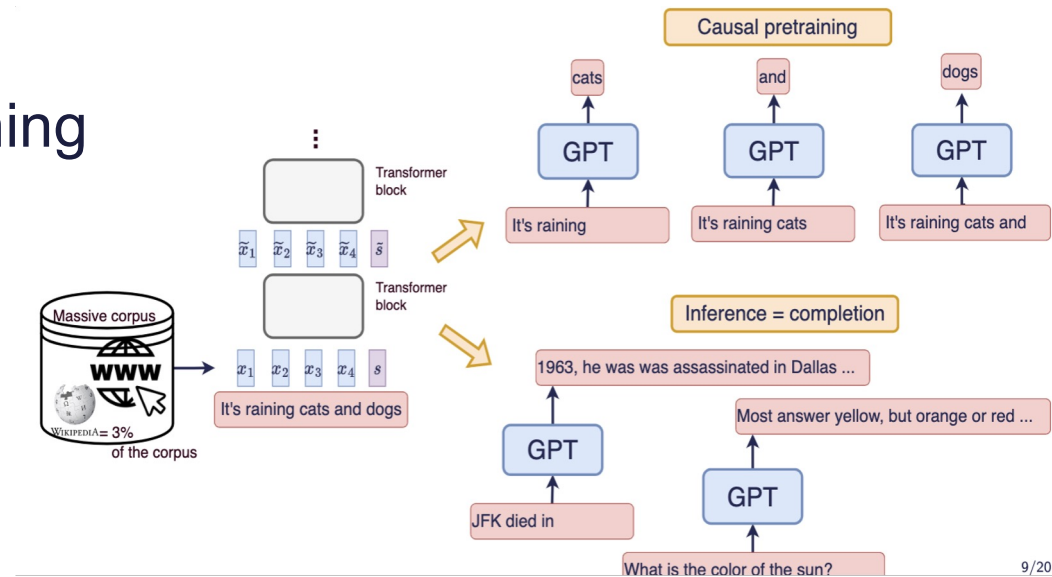 ning
Causal pretraining
cats
and
dogs
GPT
GPT
GPT
It's raining
It's raining cats
It's raining cats and
⋮
Transformer
block
x̃₁ x̃₂ x̃₃ x̃₄ s̃
Transformer
block
x₁ x₂ x₃ x₄ s
It's raining cats and dogs
Massive corpus
WWW
WIKIPEDIA = 3%
of the corpus
Inference = completion
1963, he was was assassinated in Dallas ...
GPT
JFK died in
Most answer yellow, but orange or red ...
GPT
What is the color of the sun?
9/20